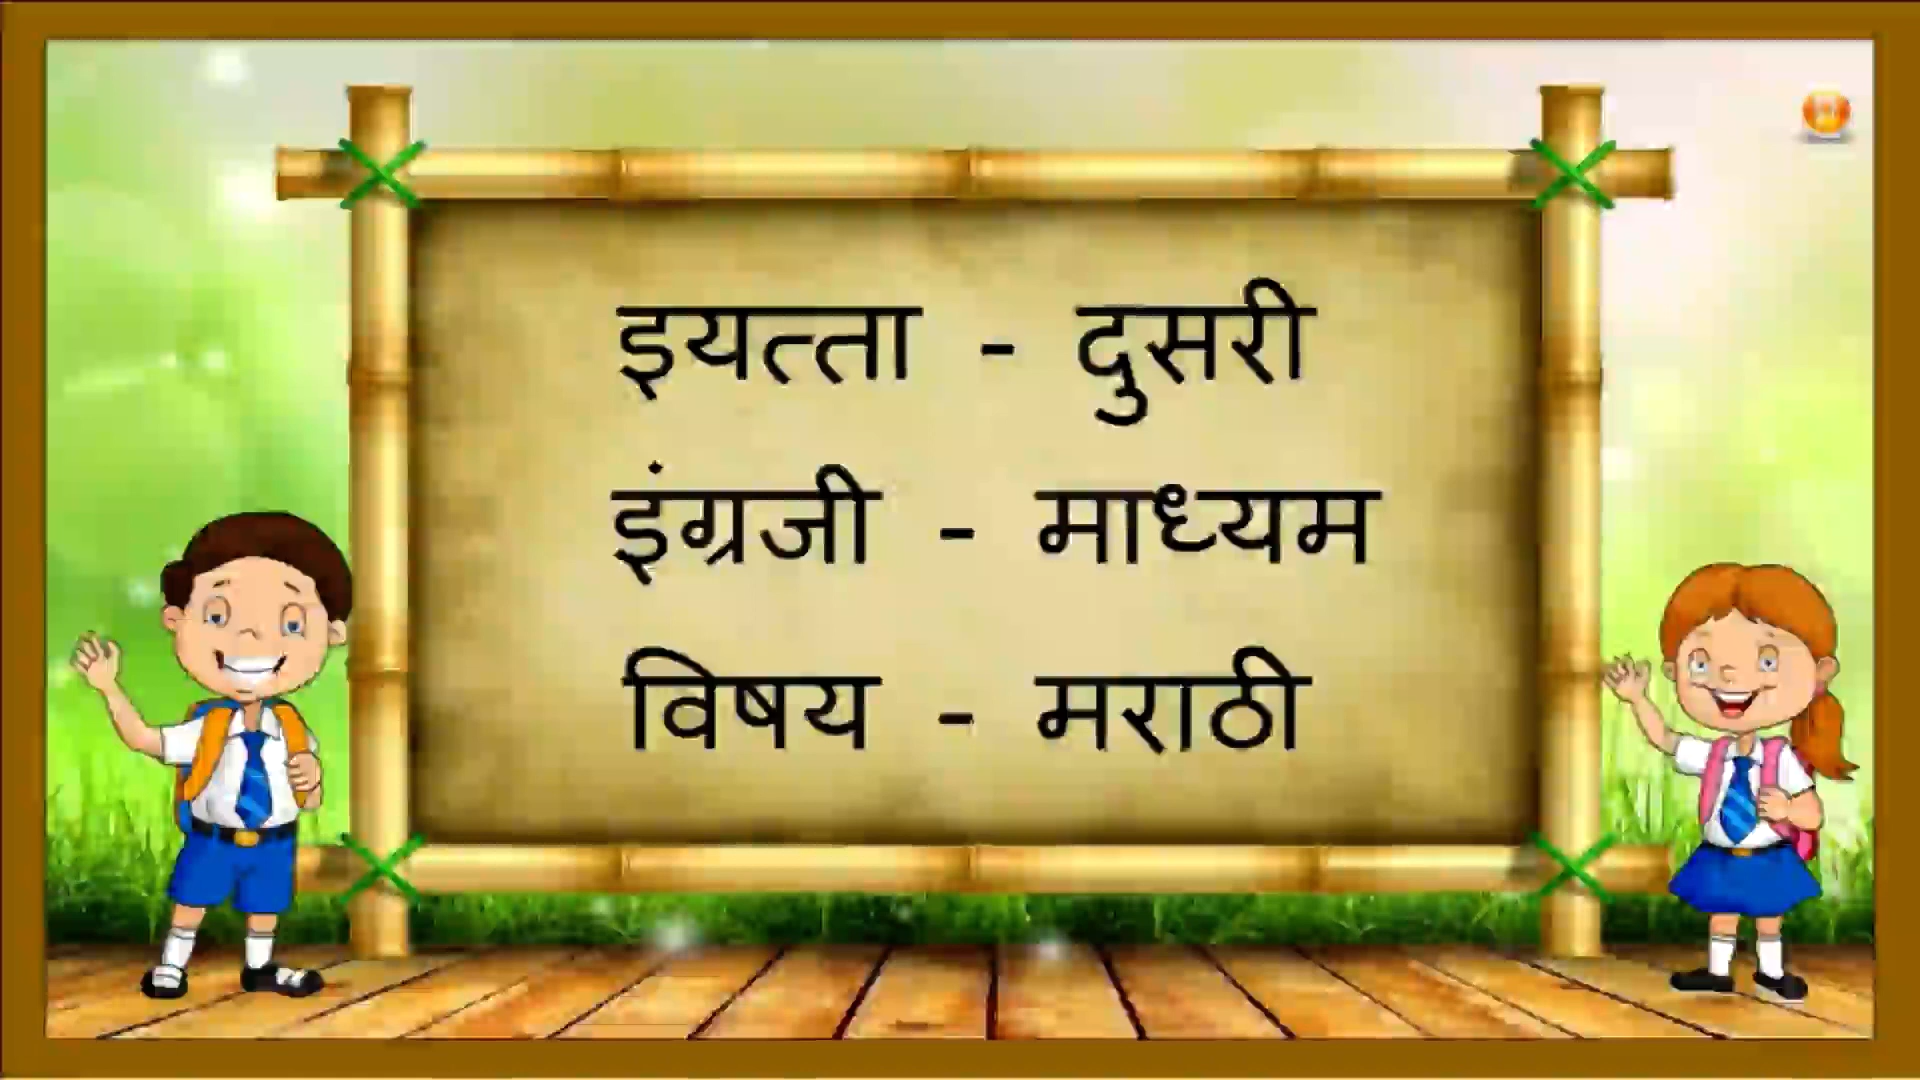 इयत्ता - दुसरी
इंग्रजी - माध्यम
विषय - मराठी